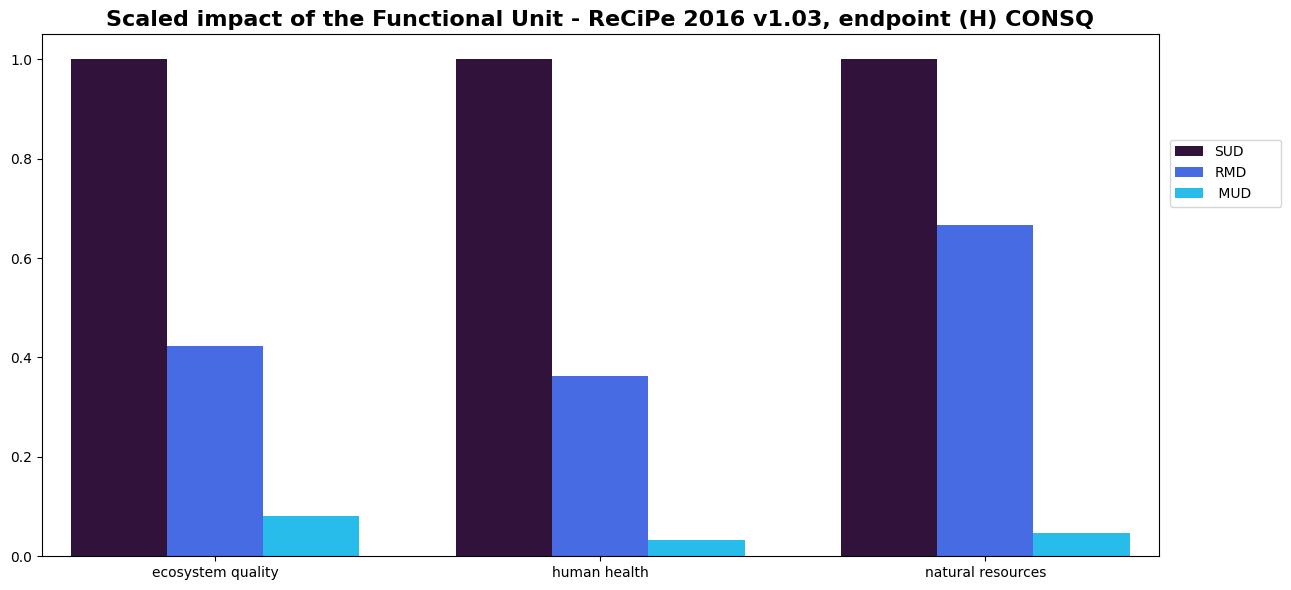 Scaled impact of the Functional Unit - ReCiPe 2016 v1.03, endpoint (H) CONSQ
1.0
0.8
0.6
0.4
0.2
0.0
ecosystem quality
human health
natural resources
SUD
RMD
MUD